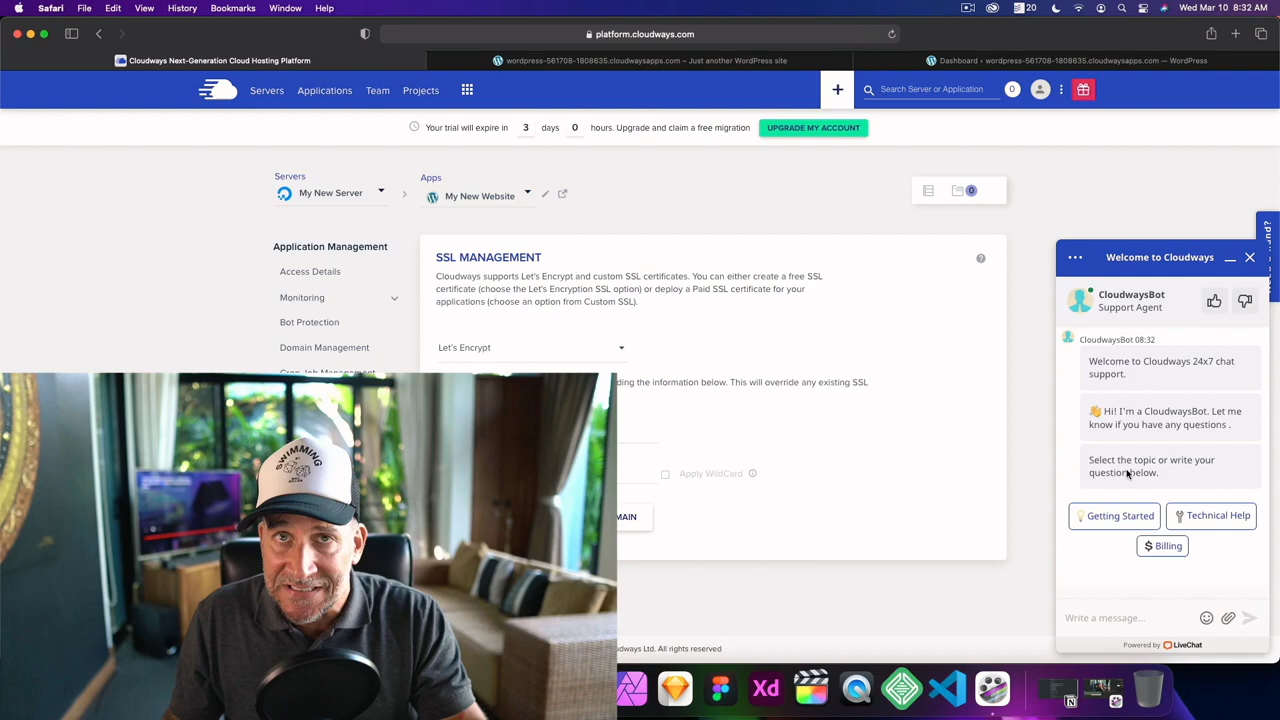 Safari File Edit View History Bookmarks Window Help
20 Wed Mar 10 8:32 AM
platform.cloudways.com
Cloudways Next-Generation Cloud Hosting Platform
wordpress-561708-1808635.cloudwaysapps.com – Just another WordPress site
Dashboard ‹ wordpress-561708-1808635.cloudwaysapps.com — WordPress
Servers Applications Team Projects
+ Search Server or Application 0
Your trial will expire in 3 days 0 hours. Upgrade and claim a free migration UPGRADE MY ACCOUNT
Servers
My New Server
Apps
My New Website
0
Application Management
Access Details
Monitoring
Bot Protection
Domain Management
SSL MANAGEMENT
Cloudways supports Let's Encrypt and custom SSL certificates. You can either create a free SSL
certificate (choose the Let's Encryption SSL option) or deploy a Paid SSL certificate for your
applications (choose an option from Custom SSL).
Let's Encrypt
ding the information below. This will override any existing SSL
Apply WildCard
MAIN
udways Ltd. All rights reserved
Welcome to Cloudways
CloudwaysBot
Support Agent
CloudwaysBot 08:32
Welcome to Cloudways 24x7 chat
support.
👋 Hi! I'm a CloudwaysBot. Let me
know if you have any questions .
Select the topic or write your
question below.
Getting Started
Technical Help
$ Billing
Write a message...
Powered by LiveChat
SWIMMING
Xd